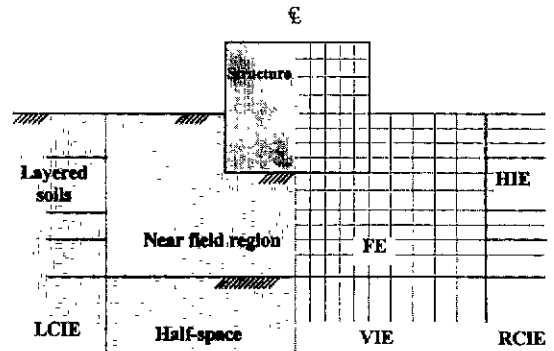 ℄
Structure
Layered
soils
HIE
Near field region
FE
LCIE
Half-space
VIE
RCIE